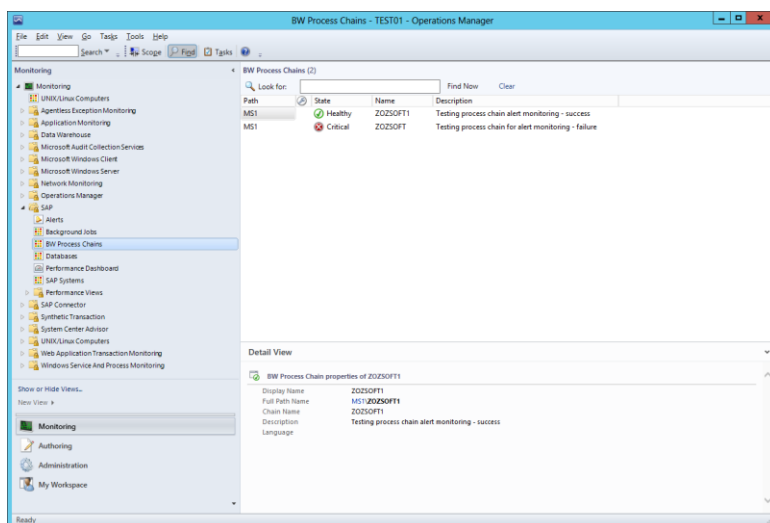 BW Process Chains - TEST01 - Operations Manager
File Edit View Go Tasks Tools Help
Search Scope Find Tasks
Monitoring
Monitoring
UNIX/Linux Computers
Agentless Exception Monitoring
Application Monitoring
Data Warehouse
Microsoft Audit Collection Services
Microsoft Windows Client
Microsoft Windows Server
Network Monitoring
Operations Manager
SAP
Alerts
Background Jobs
BW Process Chains
Databases
Performance Dashboard
SAP Systems
Performance Views
SAP Connector
Synthetic Transaction
System Center Advisor
UNIX/Linux Computers
Web Application Transaction Monitoring
Windows Service And Process Monitoring
Show or Hide Views...
New View
Monitoring
Authoring
Administration
My Workspace
BW Process Chains (2)
Look for: Find Now Clear
Path State Name Description
MS1 Healthy ZOZSOFT1 Testing process chain alert monitoring - success
MS1 Critical ZOZSOFT Testing process chain for alert monitoring - failure
Detail View
BW Process Chain properties of ZOZSOFT1
Display Name ZOZSOFT1
Full Path Name MS1\ZOZSOFT1
Chain Name ZOZSOFT1
Description Testing process chain alert monitoring - success
Language
Ready